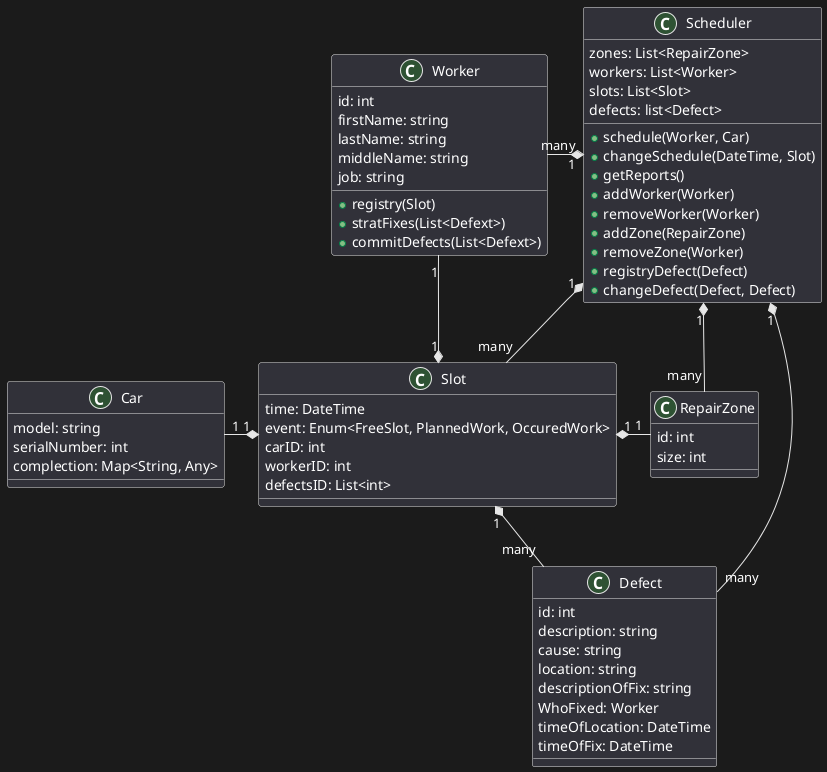 C Scheduler
zones: List<RepairZone>
workers: List<Worker>
slots: List<Slot>
defects: list<Defect>
schedule(Worker, Car)
changeSchedule(DateTime, Slot)
getReports()
addWorker(Worker)
removeWorker(Worker)
addZone(RepairZone)
removeZone(Worker)
registryDefect(Defect)
changeDefect(Defect, Defect)
C Worker
id: int
firstName: string
lastName: string
middleName: string
job: string
registry(Slot)
stratFixes(List<Defext>)
commitDefects(List<Defext>)
many
1
1
1
1
many
1
many
1
many
C Slot
time: DateTime
event: Enum<FreeSlot, PlannedWork, OccuredWork>
carID: int
workerID: int
defectsID: List<int>
C Car
model: string
serialNumber: int
complection: Map<String, Any>
1 1
1 1
C RepairZone
id: int
size: int
1
many
C Defect
id: int
description: string
cause: string
location: string
descriptionOfFix: string
WhoFixed: Worker
timeOfLocation: DateTime
timeOfFix: DateTime